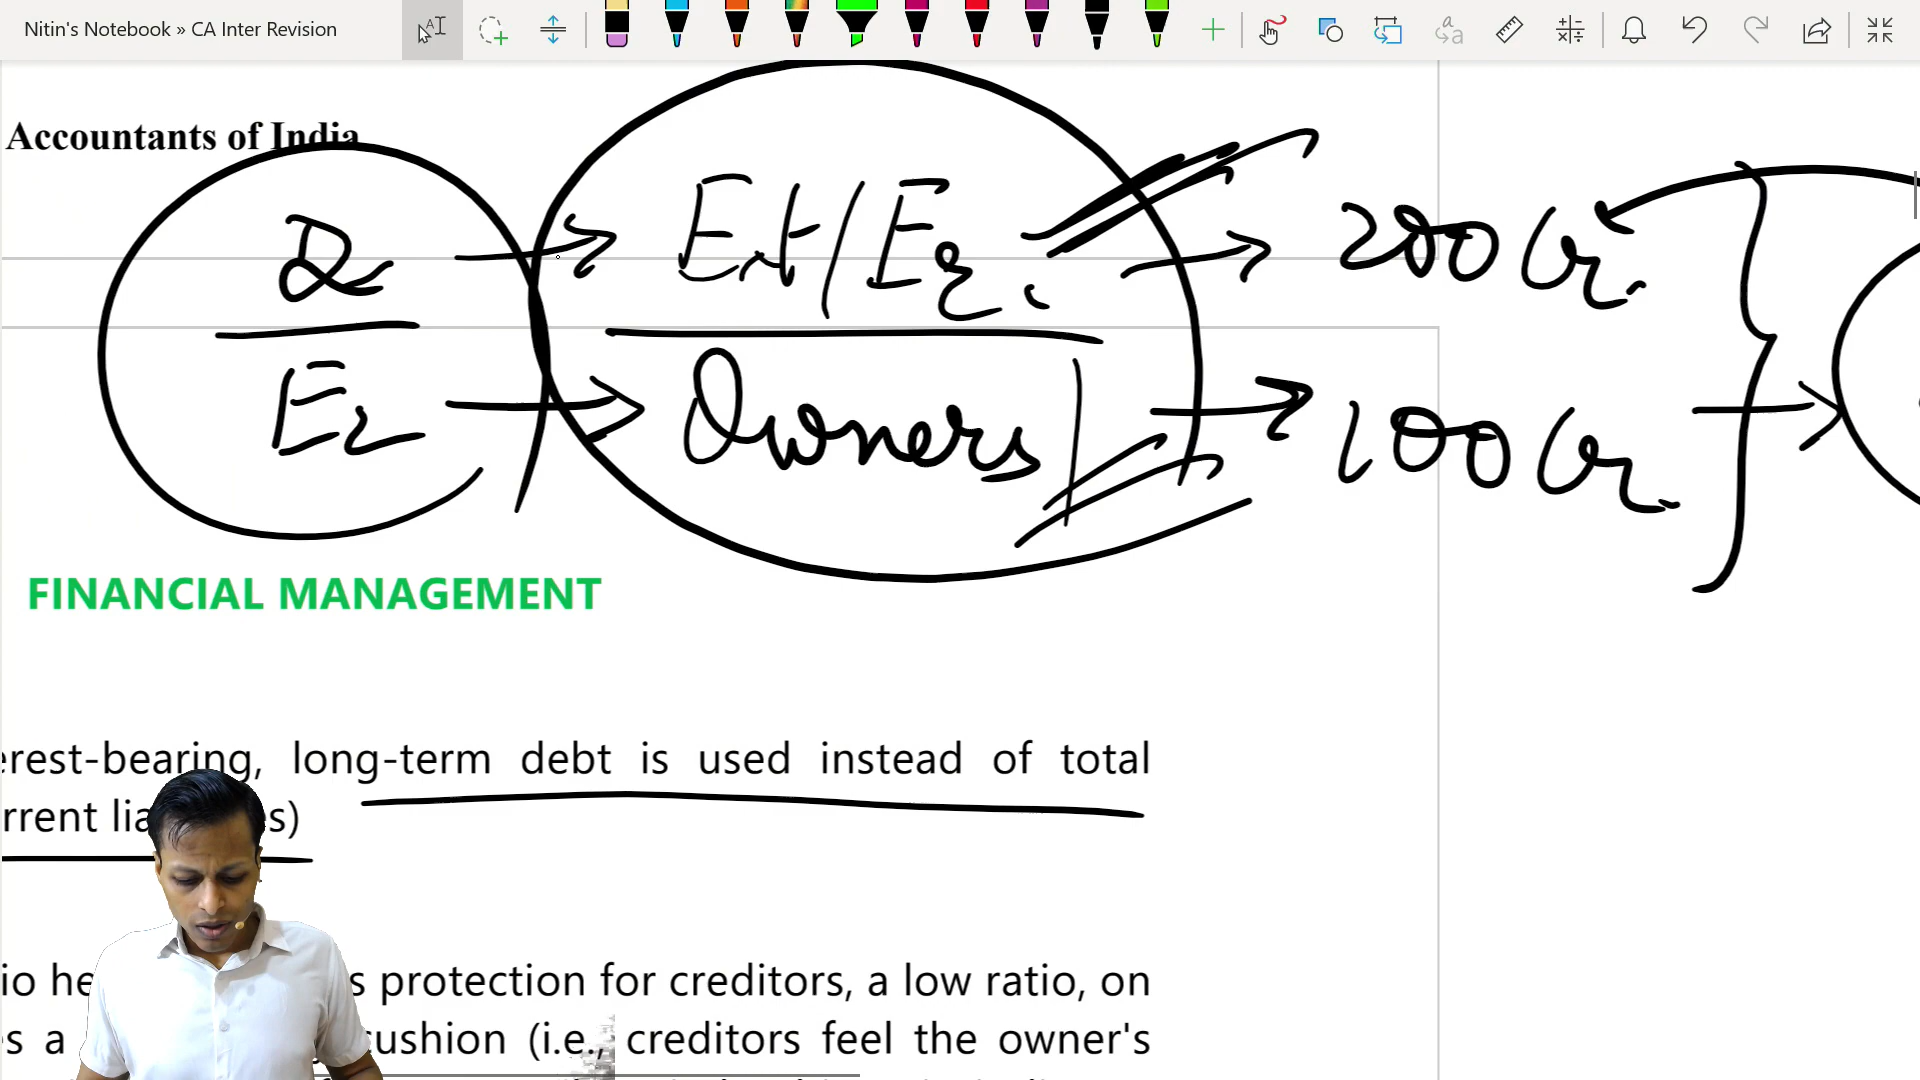 Nitin's Notebook » CA Inter Revision
Accountants of India
Ext/Eq.
200 Cr.
Owners
100 Cr.
FINANCIAL MANAGEMENT
erest-bearing, long-term debt is used instead of total
rrent lia es)
io he s protection for creditors, a low ratio, on
s a cushion (i.e., creditors feel the owner's